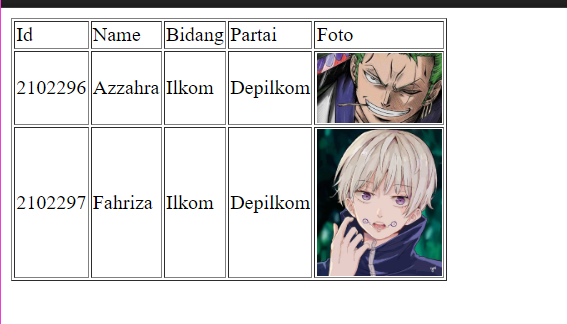 Id Name Bidang Partai Foto
2102296 Azzahra Ilkom Depilkom
2102297 Fahriza Ilkom Depilkom